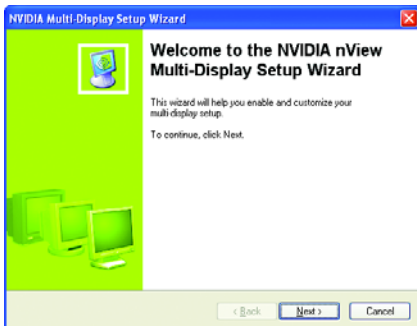 NVIDIA Multi-Display Setup Wizard
Welcome to the NVIDIA nView
Multi-Display Setup Wizard
This wizard will help you enable and customize your
multi-display setup.
To continue, click Next.
< Back
Next >
Cancel